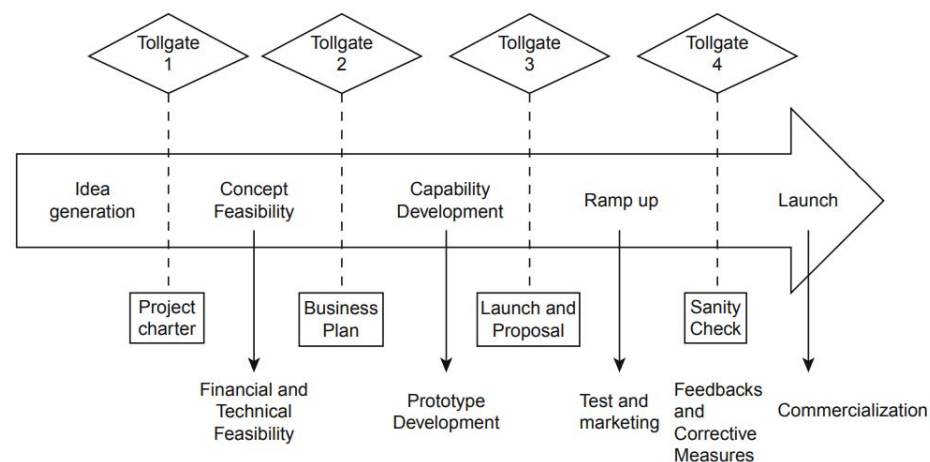 Tollgate
1
Tollgate
2
Tollgate
3
Tollgate
4
Idea
generation
Concept
Feasibility
Capability
Development
Ramp up
Launch
Project
charter
Business
Plan
Launch and
Proposal
Sanity
Check
Financial and
Technical
Feasibility
Prototype
Development
Test and
marketing
Feedbacks
and
Corrective
Measures
Commercialization